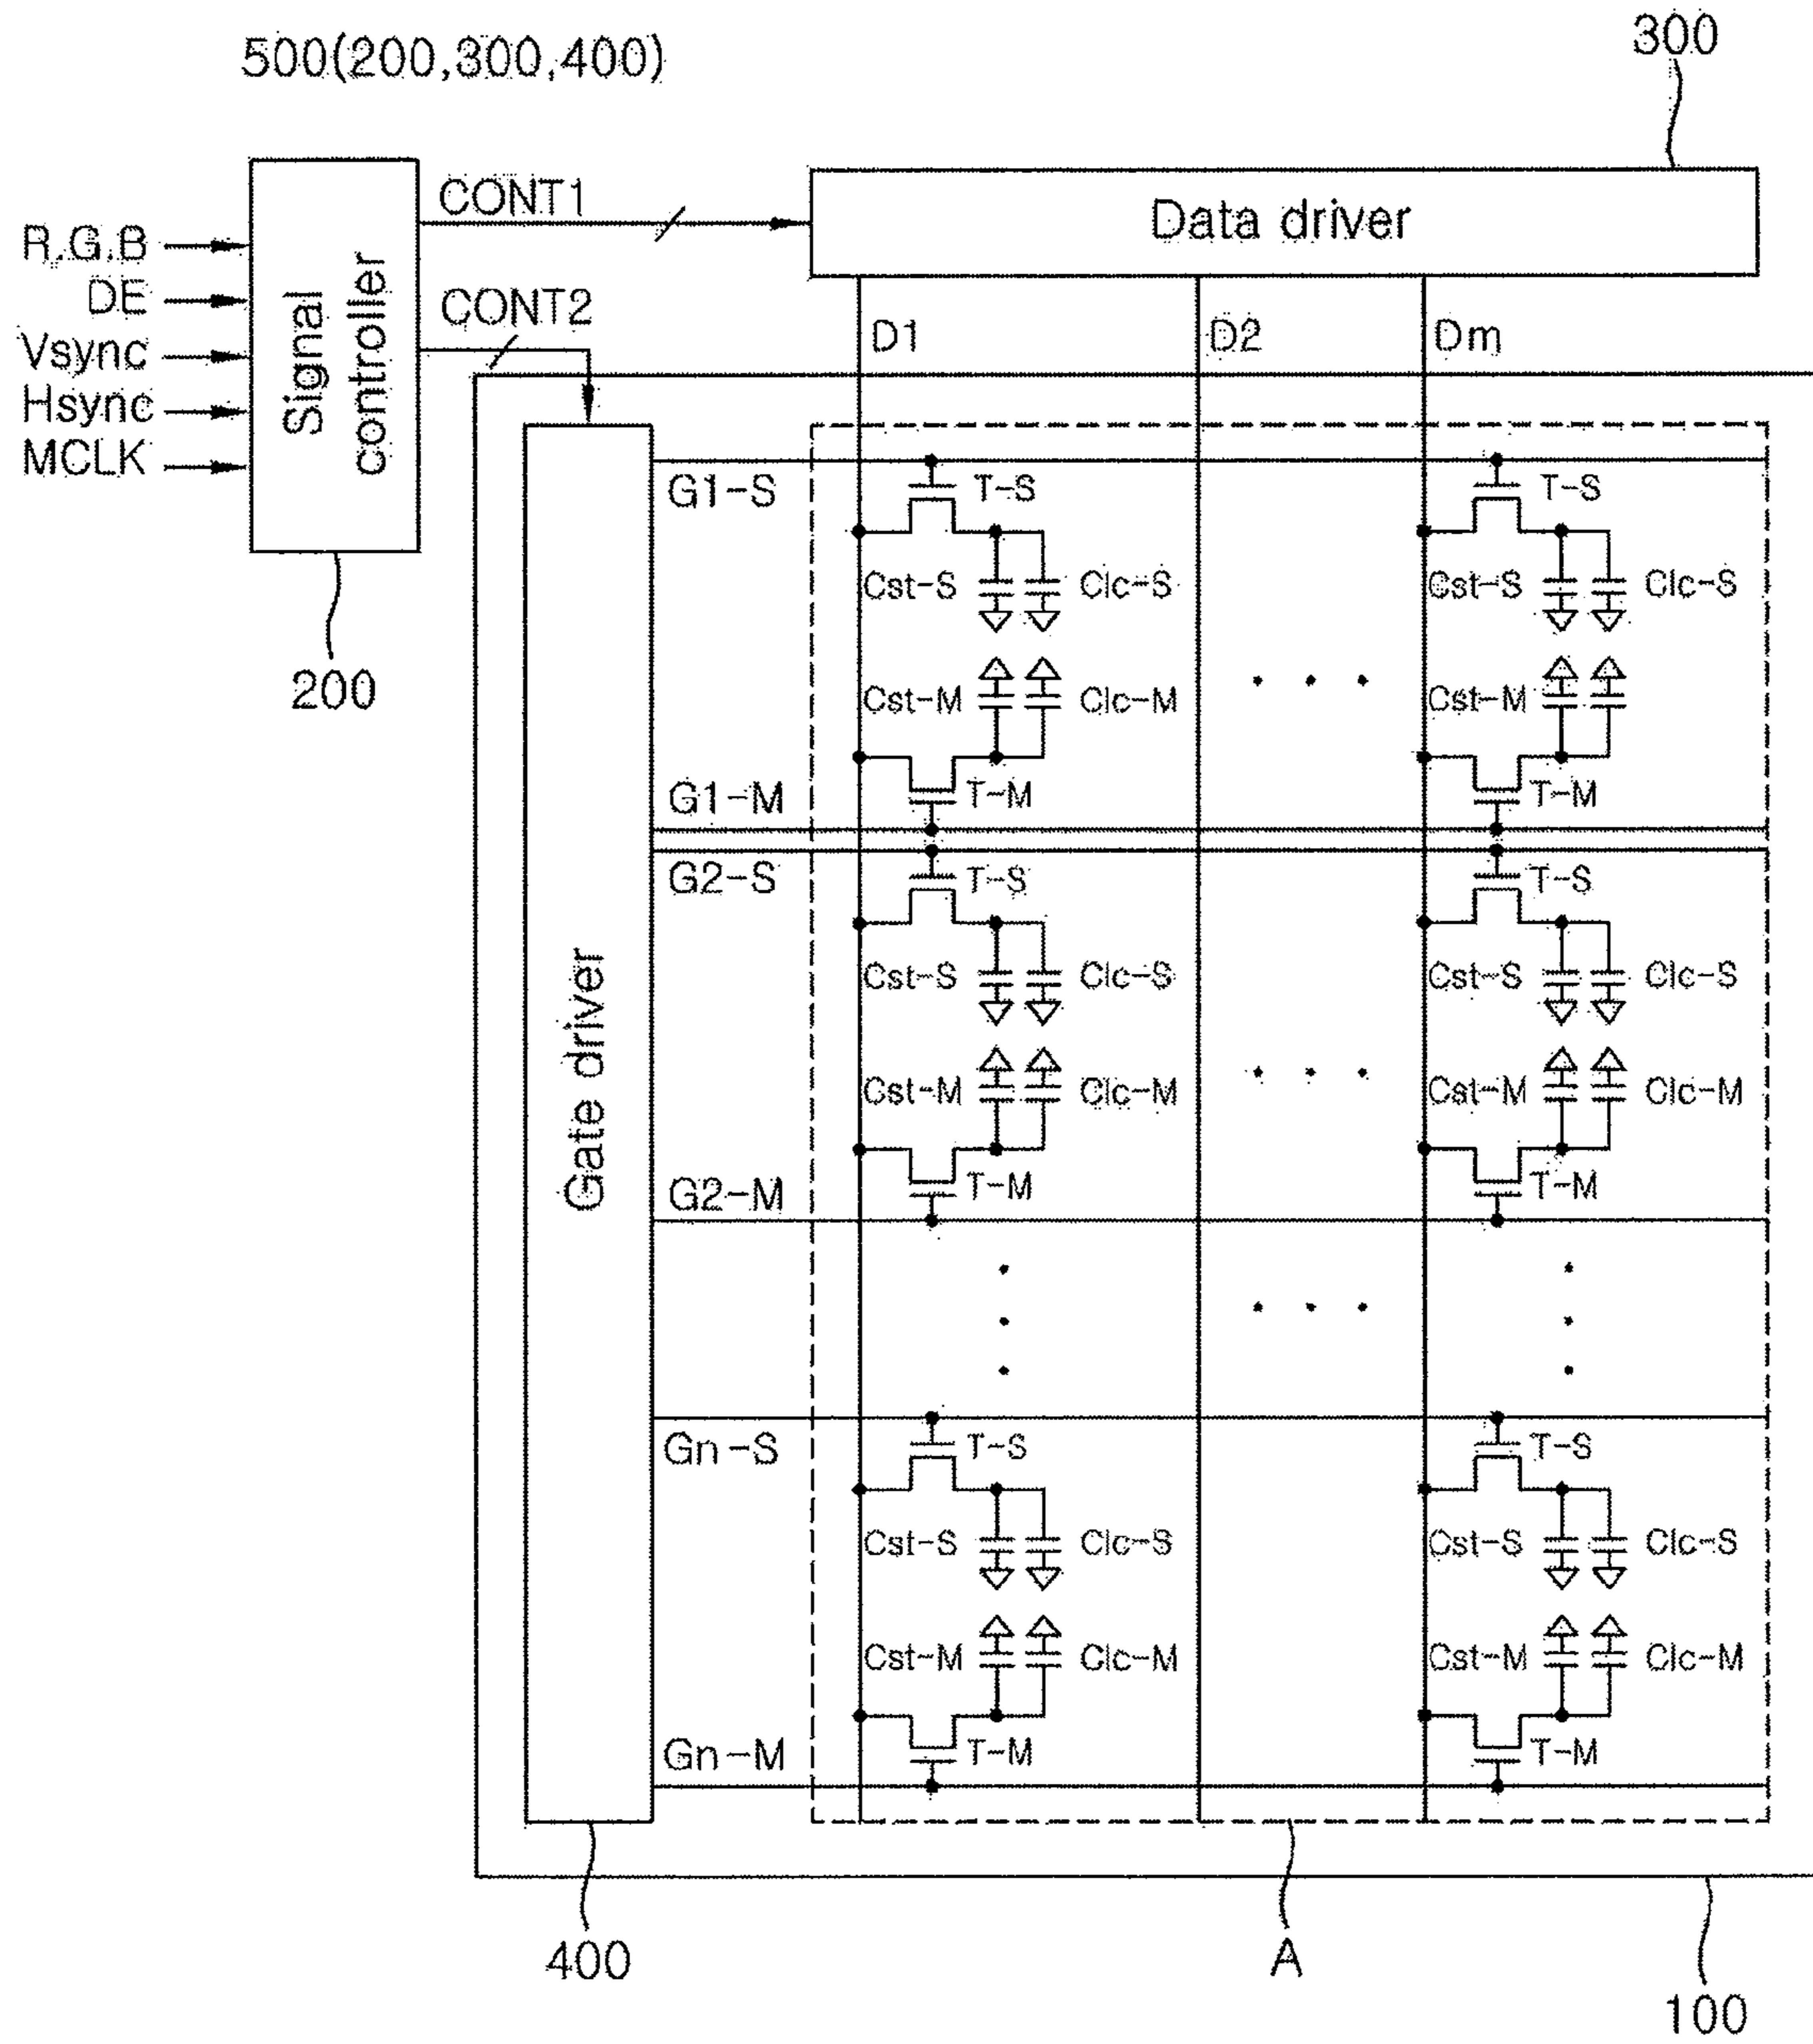 500(200,300,400)
300
CONT1
Data driver
R.G.B
DE
Vsync
Hsync
MCLK
Signal controller
CONT2
D1 D2 Dm
200
G1-S T-S T-S
Cst-S Clc-S Cst-S Clc-S
Cst-M Clc-M Cst-M
G1-M T-M T-M
G2-S T-S T-S
Cst-S Clc-S Cst-S Clc-S
Cst-M Clc-M Cst-M Clc-M
G2-M T-M T-M
Gate driver
Gn-S T-S T-S
Cst-S Clc-S Cst-S Clc-S
Cst-M Clc-M Cst-M Clc-M
Gn-M T-M T-M
400
A
100